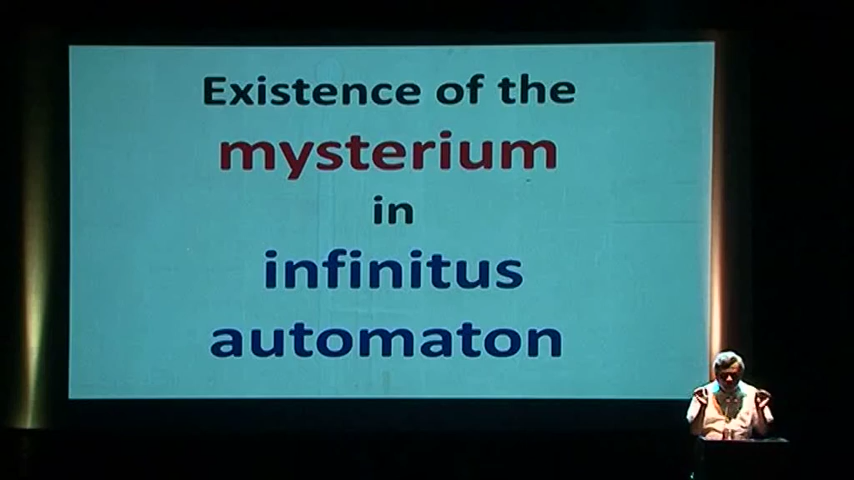 Existence of the
mysterium
in
infinitus
automaton